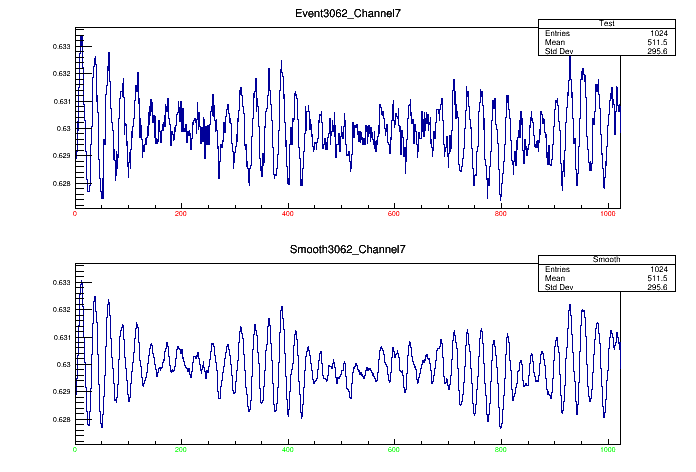 Event3062_Channel7
Test
Entries 1024
Mean 511.5
Std Dev 295.6
0.633
0.632
0.631
0.63
0.629
0.628
0 200 400 600 800 1000
Smooth3062_Channel7
Smooth
Entries 1024
Mean 511.5
Std Dev 295.6
0.633
0.632
0.631
0.63
0.629
0.628
0 200 400 600 800 1000